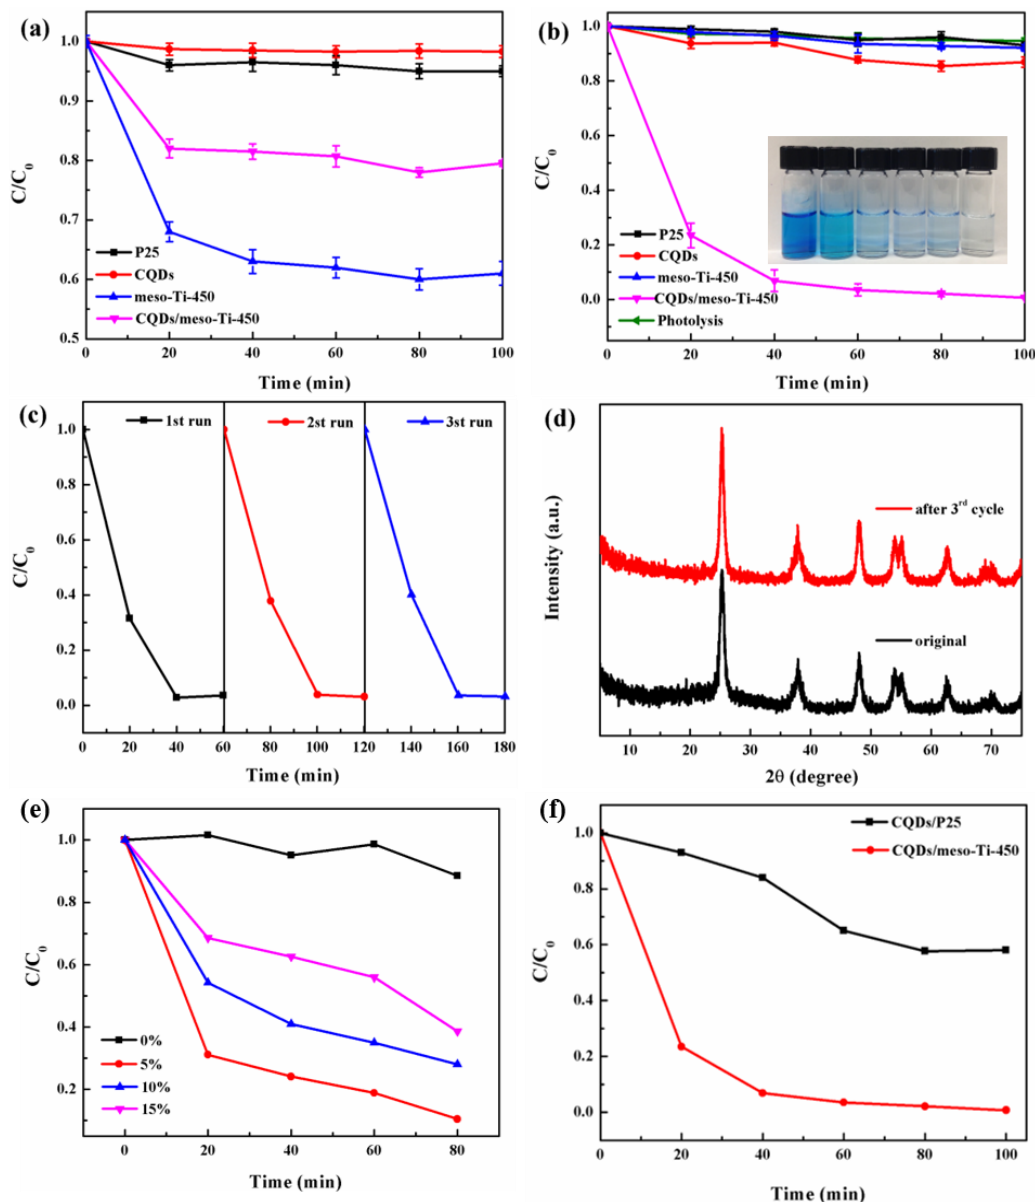 (a)
1.0
0.9
0.8
0.7
0.6
0.5
C/C0
P25
CQDs
meso-Ti-450
CQDs/meso-Ti-450
0 20 40 60 80 100
Time (min)
(b)
1.0
0.8
0.6
0.4
0.2
0.0
C/C0
P25
CQDs
meso-Ti-450
CQDs/meso-Ti-450
Photolysis
0 20 40 60 80 100
Time (min)
(c)
1st run 2st run 3st run
1.0
0.8
0.6
0.4
0.2
0.0
C/C0
0 20 40 60 80 100 120 140 160 180
Time (min)
(d)
after 3rd cycle
original
Intensity (a.u.)
10 20 30 40 50 60 70
2θ (degree)
(e)
1.0
0.8
0.6
0.4
0.2
C/C0
0%
5%
10%
15%
0 20 40 60 80
Time (min)
(f)
CQDs/P25
CQDs/meso-Ti-450
1.0
0.8
0.6
0.4
0.2
0.0
C/C0
0 20 40 60 80 100
Time (min)